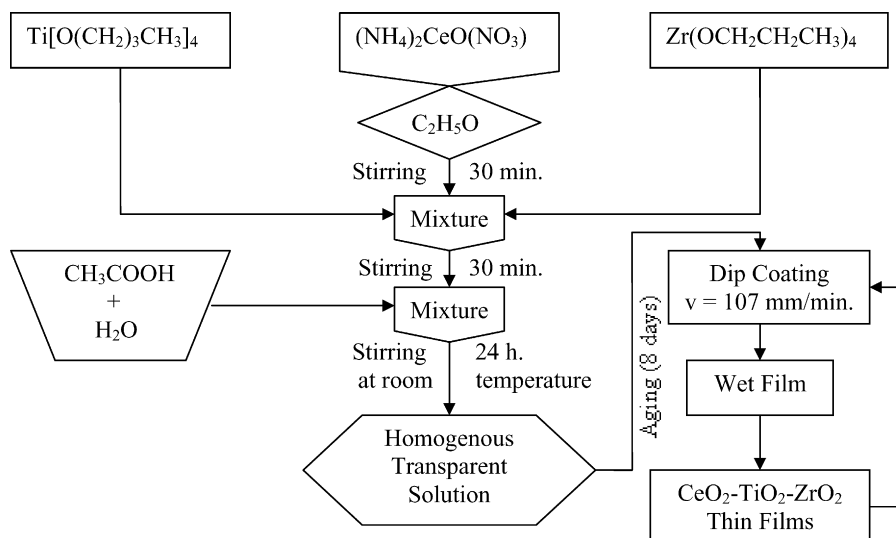 Ti[O(CH₂)₃CH₃]₄
(NH₄)₂CeO(NO₃)
Zr(OCH₂CH₂CH₃)₄
C₂H₅O
Stirring 30 min.
Mixture
Stirring 30 min.
CH₃COOH
+
H₂O
Mixture
Stirring 24 h.
at room temperature
Homogenous
Transparent
Solution
Aging (8 days)
Dip Coating
v = 107 mm/min.
Wet Film
CeO₂-TiO₂-ZrO₂
Thin Films